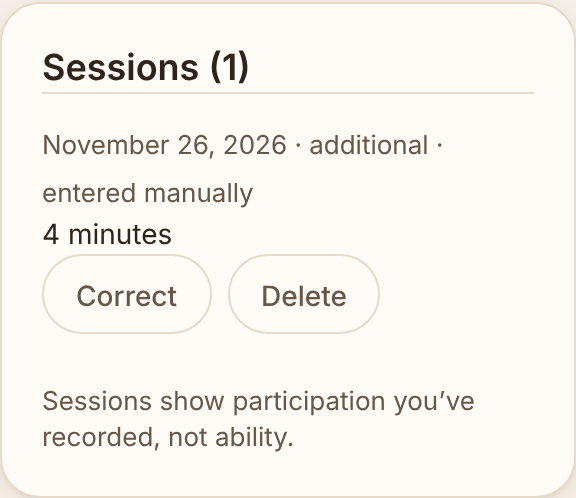 Sessions (1)
November 26, 2026 · additional ·
entered manually
4 minutes
Correct
Delete
Sessions show participation you’ve
recorded, not ability.